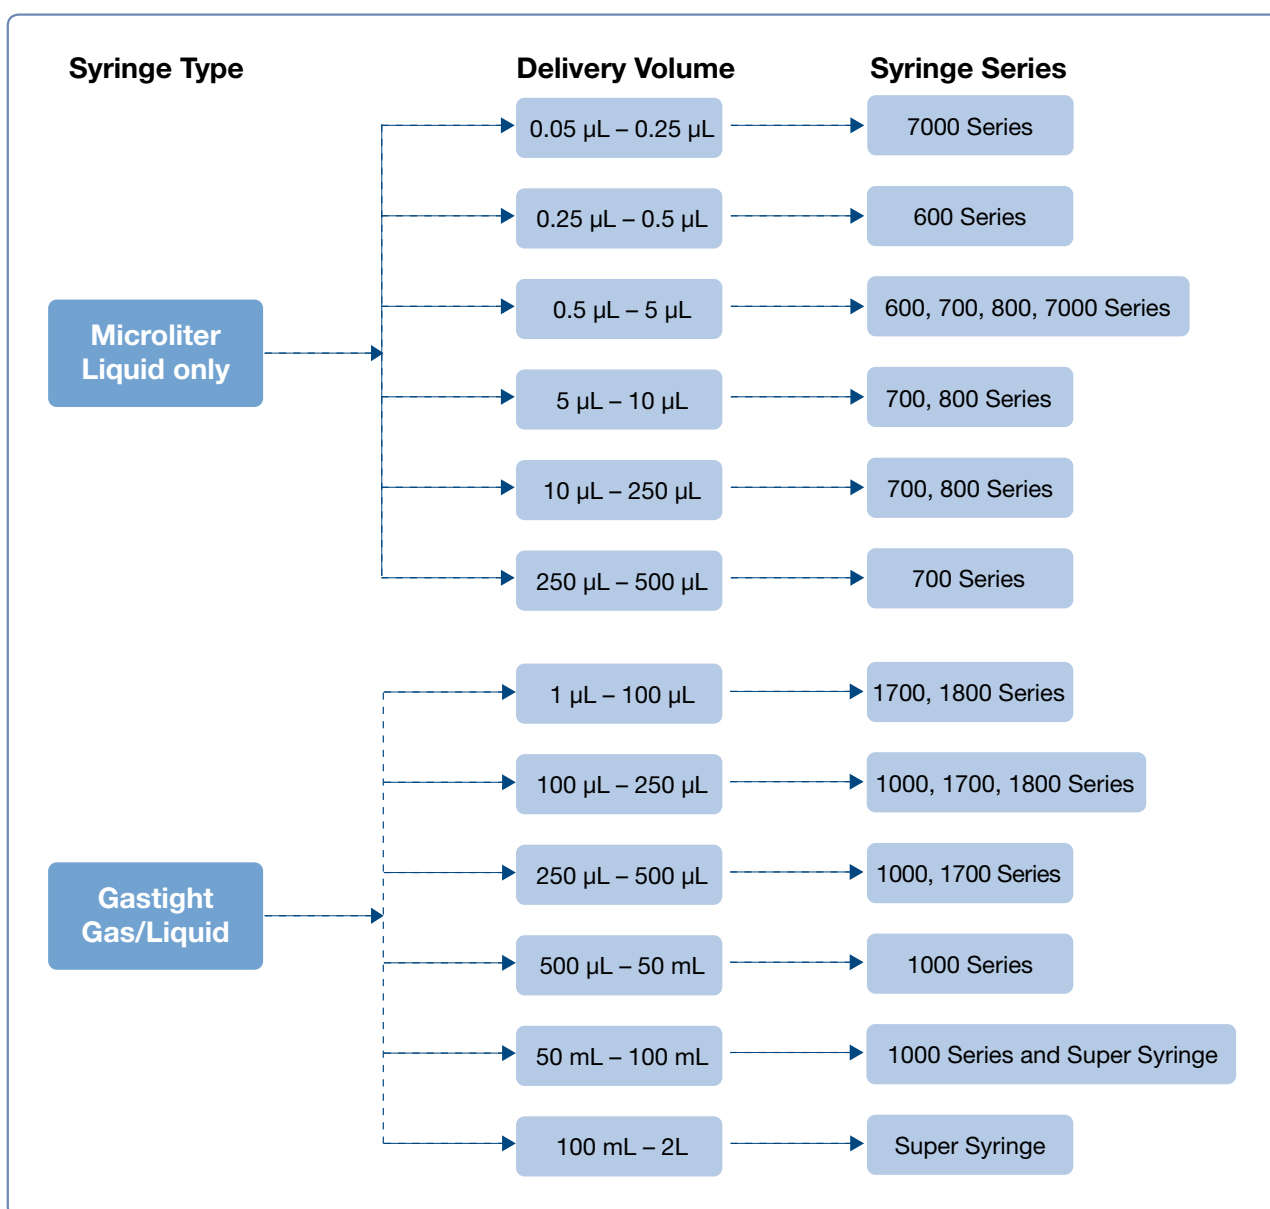 Syringe Type
Delivery Volume
Syringe Series
Microliter
Liquid only
0.05 µL – 0.25 µL
7000 Series
0.25 µL – 0.5 µL
600 Series
0.5 µL – 5 µL
600, 700, 800, 7000 Series
5 µL – 10 µL
700, 800 Series
10 µL – 250 µL
700, 800 Series
250 µL – 500 µL
700 Series
Gastight
Gas/Liquid
1 µL – 100 µL
1700, 1800 Series
100 µL – 250 µL
1000, 1700, 1800 Series
250 µL – 500 µL
1000, 1700 Series
500 µL – 50 mL
1000 Series
50 mL – 100 mL
1000 Series and Super Syringe
100 mL – 2L
Super Syringe